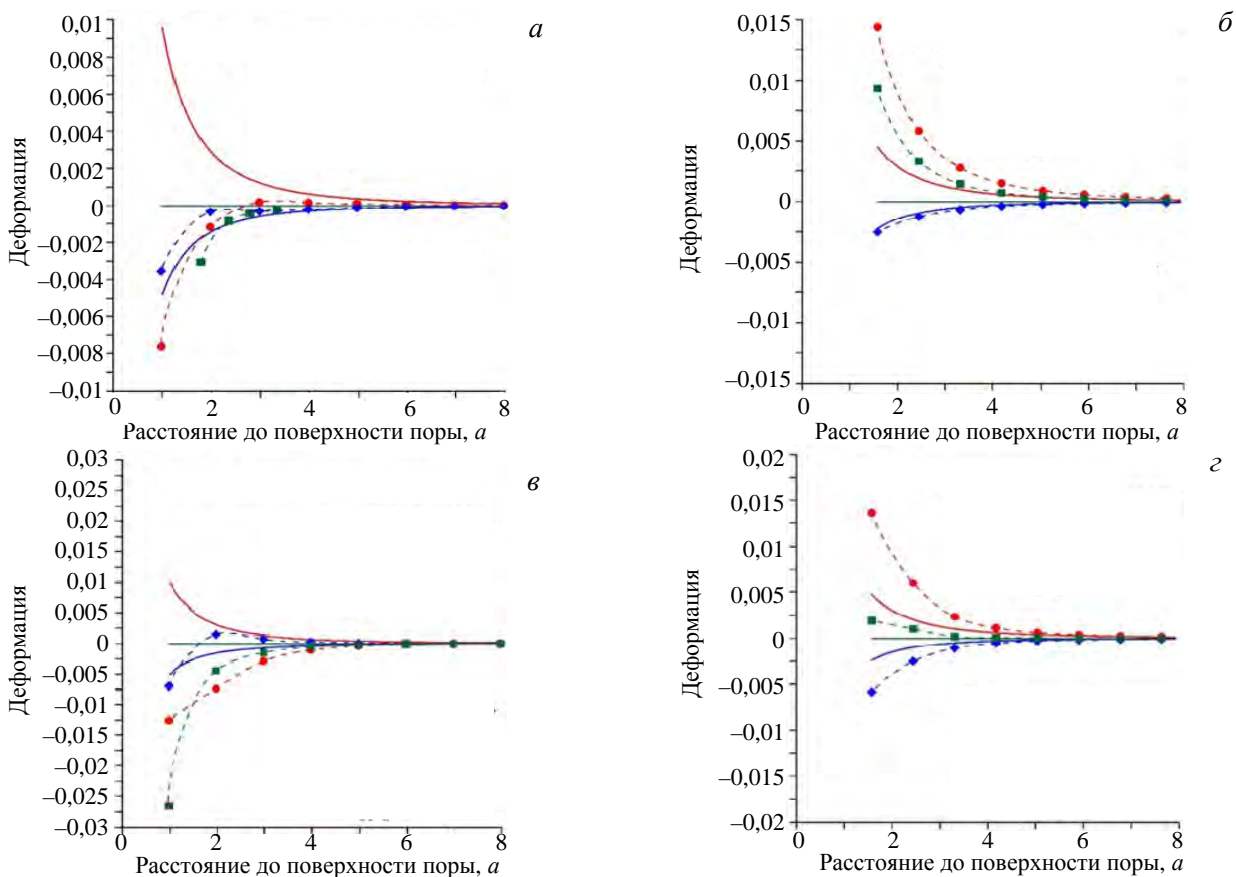 а
Деформация
0,01
0,008
0,006
0,004
0,002
0
–0,002
–0,004
–0,006
–0,008
–0,01
0 2 4 6 8
Расстояние до поверхности поры, а
б
Деформация
0,015
0,01
0,005
0
–0,005
–0,01
–0,015
0 2 4 6 8
Расстояние до поверхности поры, а
в
Деформация
0,03
0,025
0,02
0,015
0,010
0,005
0
–0,005
–0,01
–0,015
–0,02
–0,025
–0,03
0 2 4 6 8
Расстояние до поверхности поры, а
г
Деформация
0,02
0,015
0,01
0,005
0
–0,005
–0,01
–0,015
–0,02
0 2 4 6 8
Расстояние до поверхности поры, а